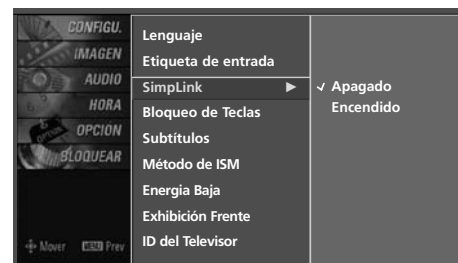 CONFIGU.
IMAGEN
AUDIO
HORA
OPCION
BLOQUEAR
Mover MENU Prev
Lenguaje
Etiqueta de entrada
SimpLink ▶
Bloqueo de Teclas
Subtítulos
Método de ISM
Energia Baja
Exhibición Frente
ID del Televisor
✓ Apagado
Encendido